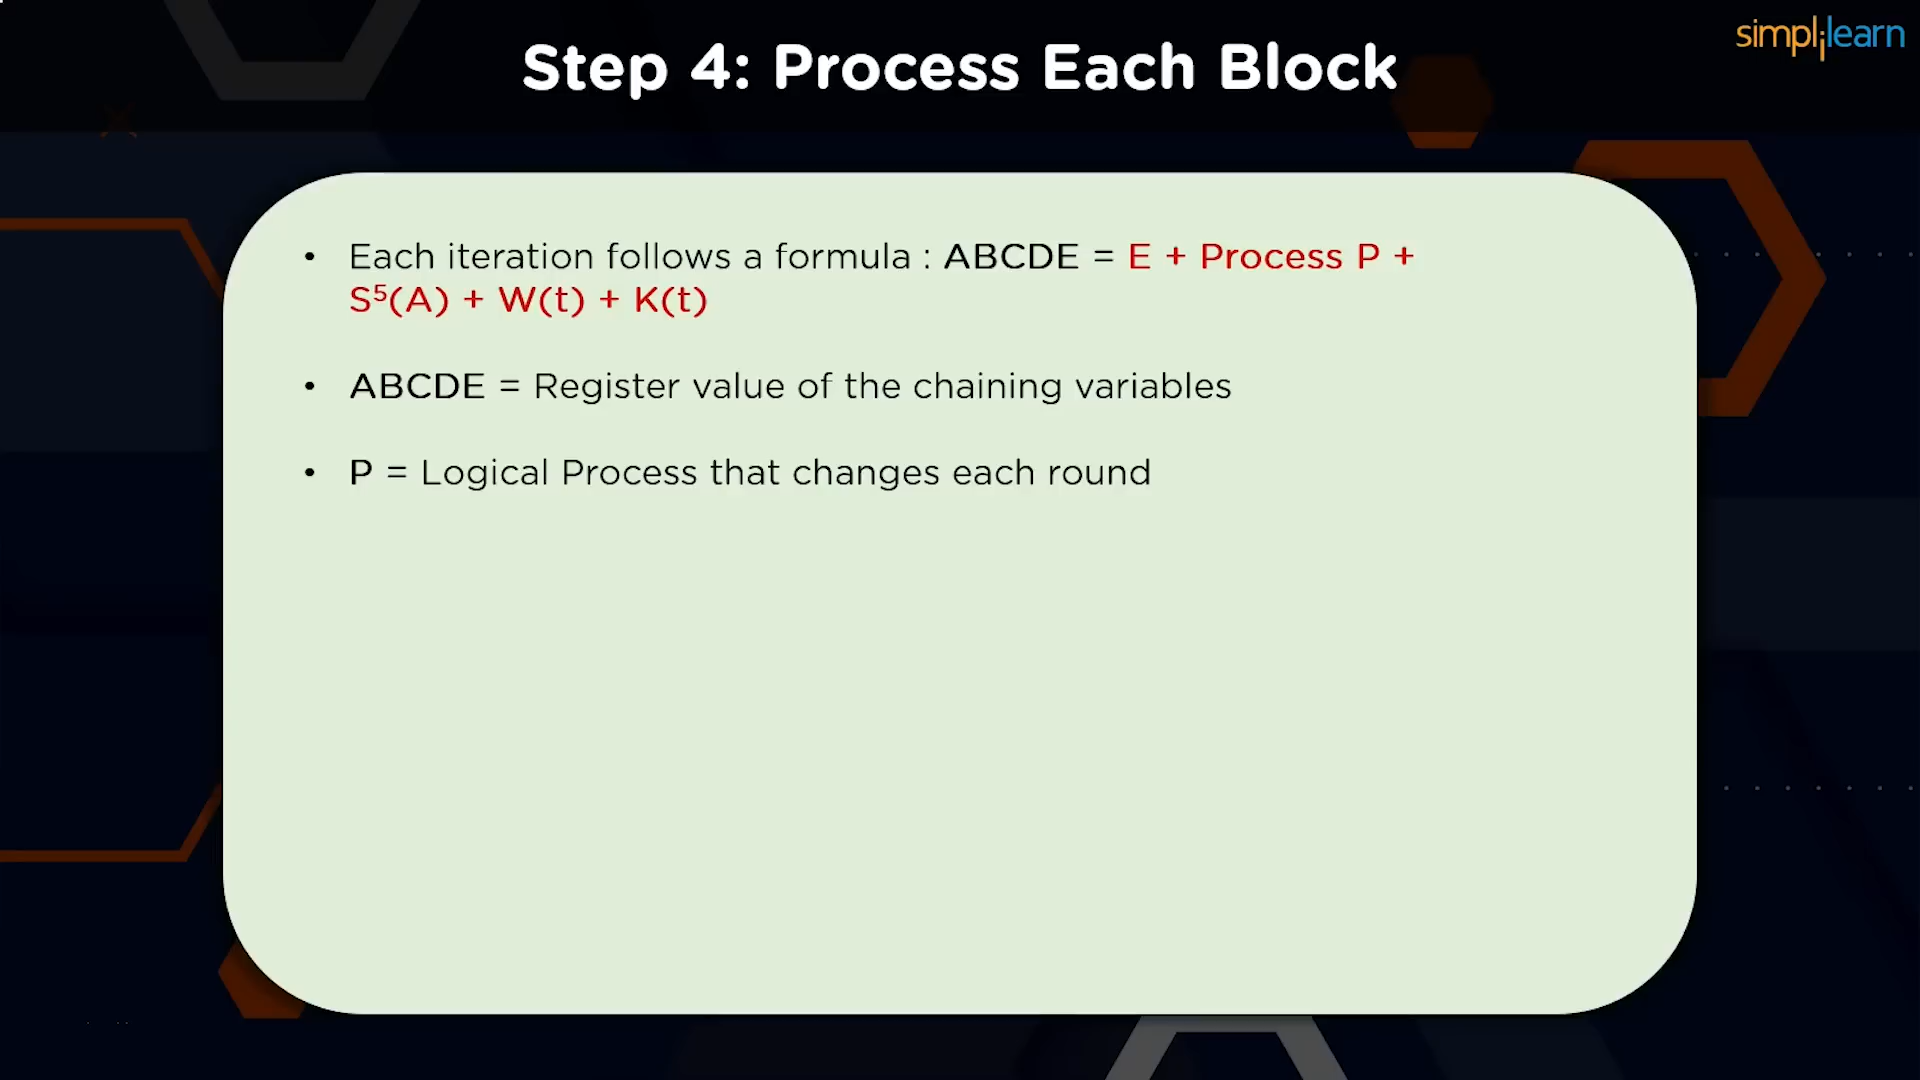 simplilearn
Step 4: Process Each Block
• Each iteration follows a formula : ABCDE = E + Process P +
S⁵(A) + W(t) + K(t)
• ABCDE = Register value of the chaining variables
• P = Logical Process that changes each round